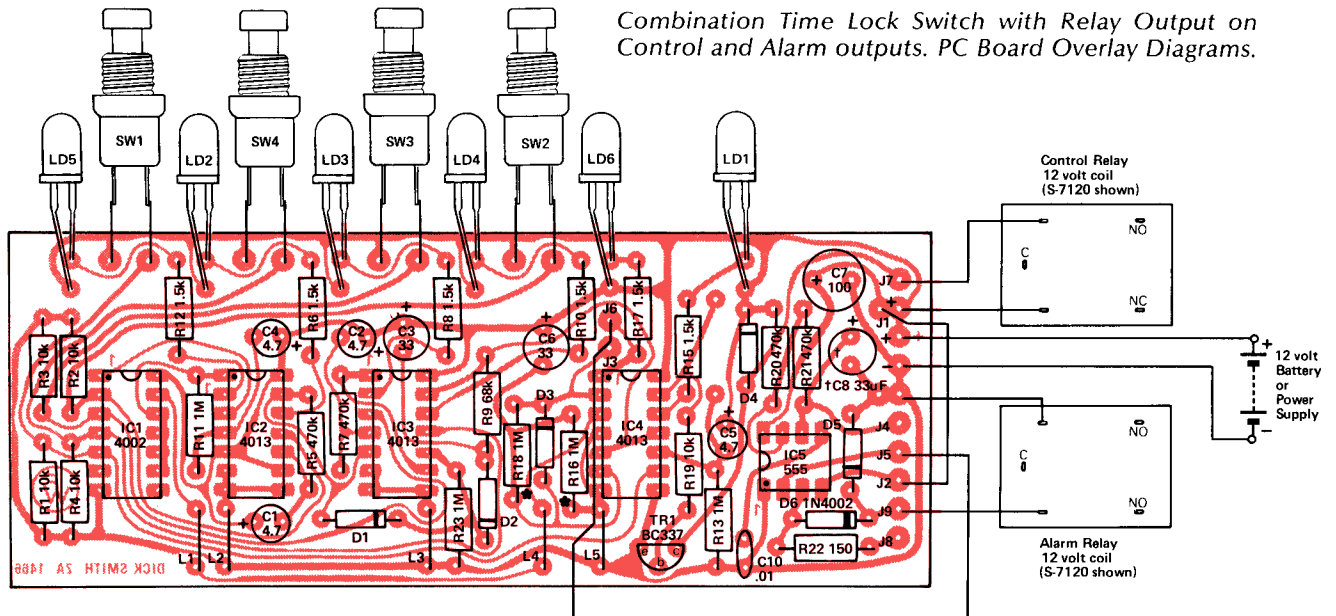 Combination Time Lock Switch with Relay Output on
Control and Alarm outputs. PC Board Overlay Diagrams.
SW1
SW4
SW3
SW2
LD5
LD2
LD3
LD4
LD6
LD1
Control Relay
12 volt coil
(S-7120 shown)
NO
C
NC
J7
+
J1
+
-
12 volt
Battery
or
Power
Supply
+
−
R12 1.5k
R6 1.5k
R8 1.5k
R10 1.5k
R17 1.5k
J6
J3
R15 1.5k
C7
+ 100
R3 10k
R2 10k
C4
4.7
+
C2
4.7
+
C3
33
+
C6
33
+
D4
R20 470k
R21 470k
+
†
†C8 33uF
IC1
4002
R11 1M
IC2
4013
R5 470k
R7 470k
IC3
4013
R9 68k
D3
R18 1M
R16 1M
IC4
4013
R19 10k
C5
4.7
+
IC5
555
D5
J4
J5
J2
J9
J8
R1 10k
R4 10k
C1
4.7
+
D1
R23 1M
D2
TR1
BC337
e
c
b
R13 1M
D6 1N4002
R22 150
C10
.01
L1
L2
L3
L4
L5
DICK SMITH ZA 1466
NO
C
NO
Alarm Relay
12 volt coil
(S-7120 shown)